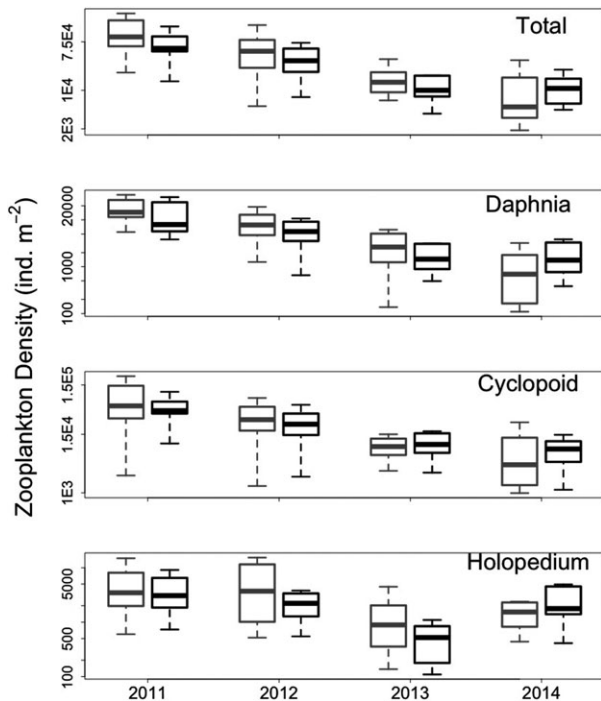 Zooplankton Density (ind. m⁻²)
Total
7.5E4
1E4
2E3
Daphnia
20000
1000
100
Cyclopoid
1.5E5
1.5E4
1E3
Holopedium
5000
500
100
2011 2012 2013 2014